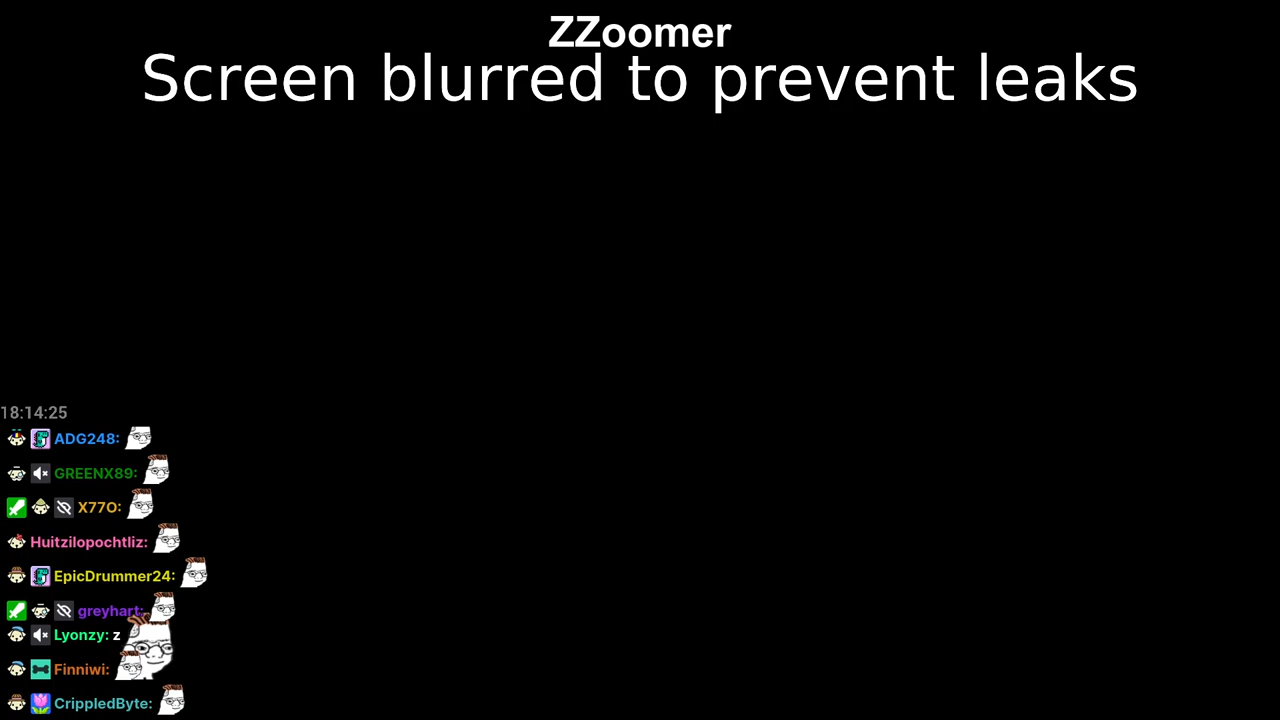 ZZoomer
Screen blurred to prevent leaks
18:14:25
ADG248:
GREENX89:
X77O:
Huitzilopochtliz:
EpicDrummer24:
greyhart:
Lyonzy: z
Finniwi:
CrippledByte: